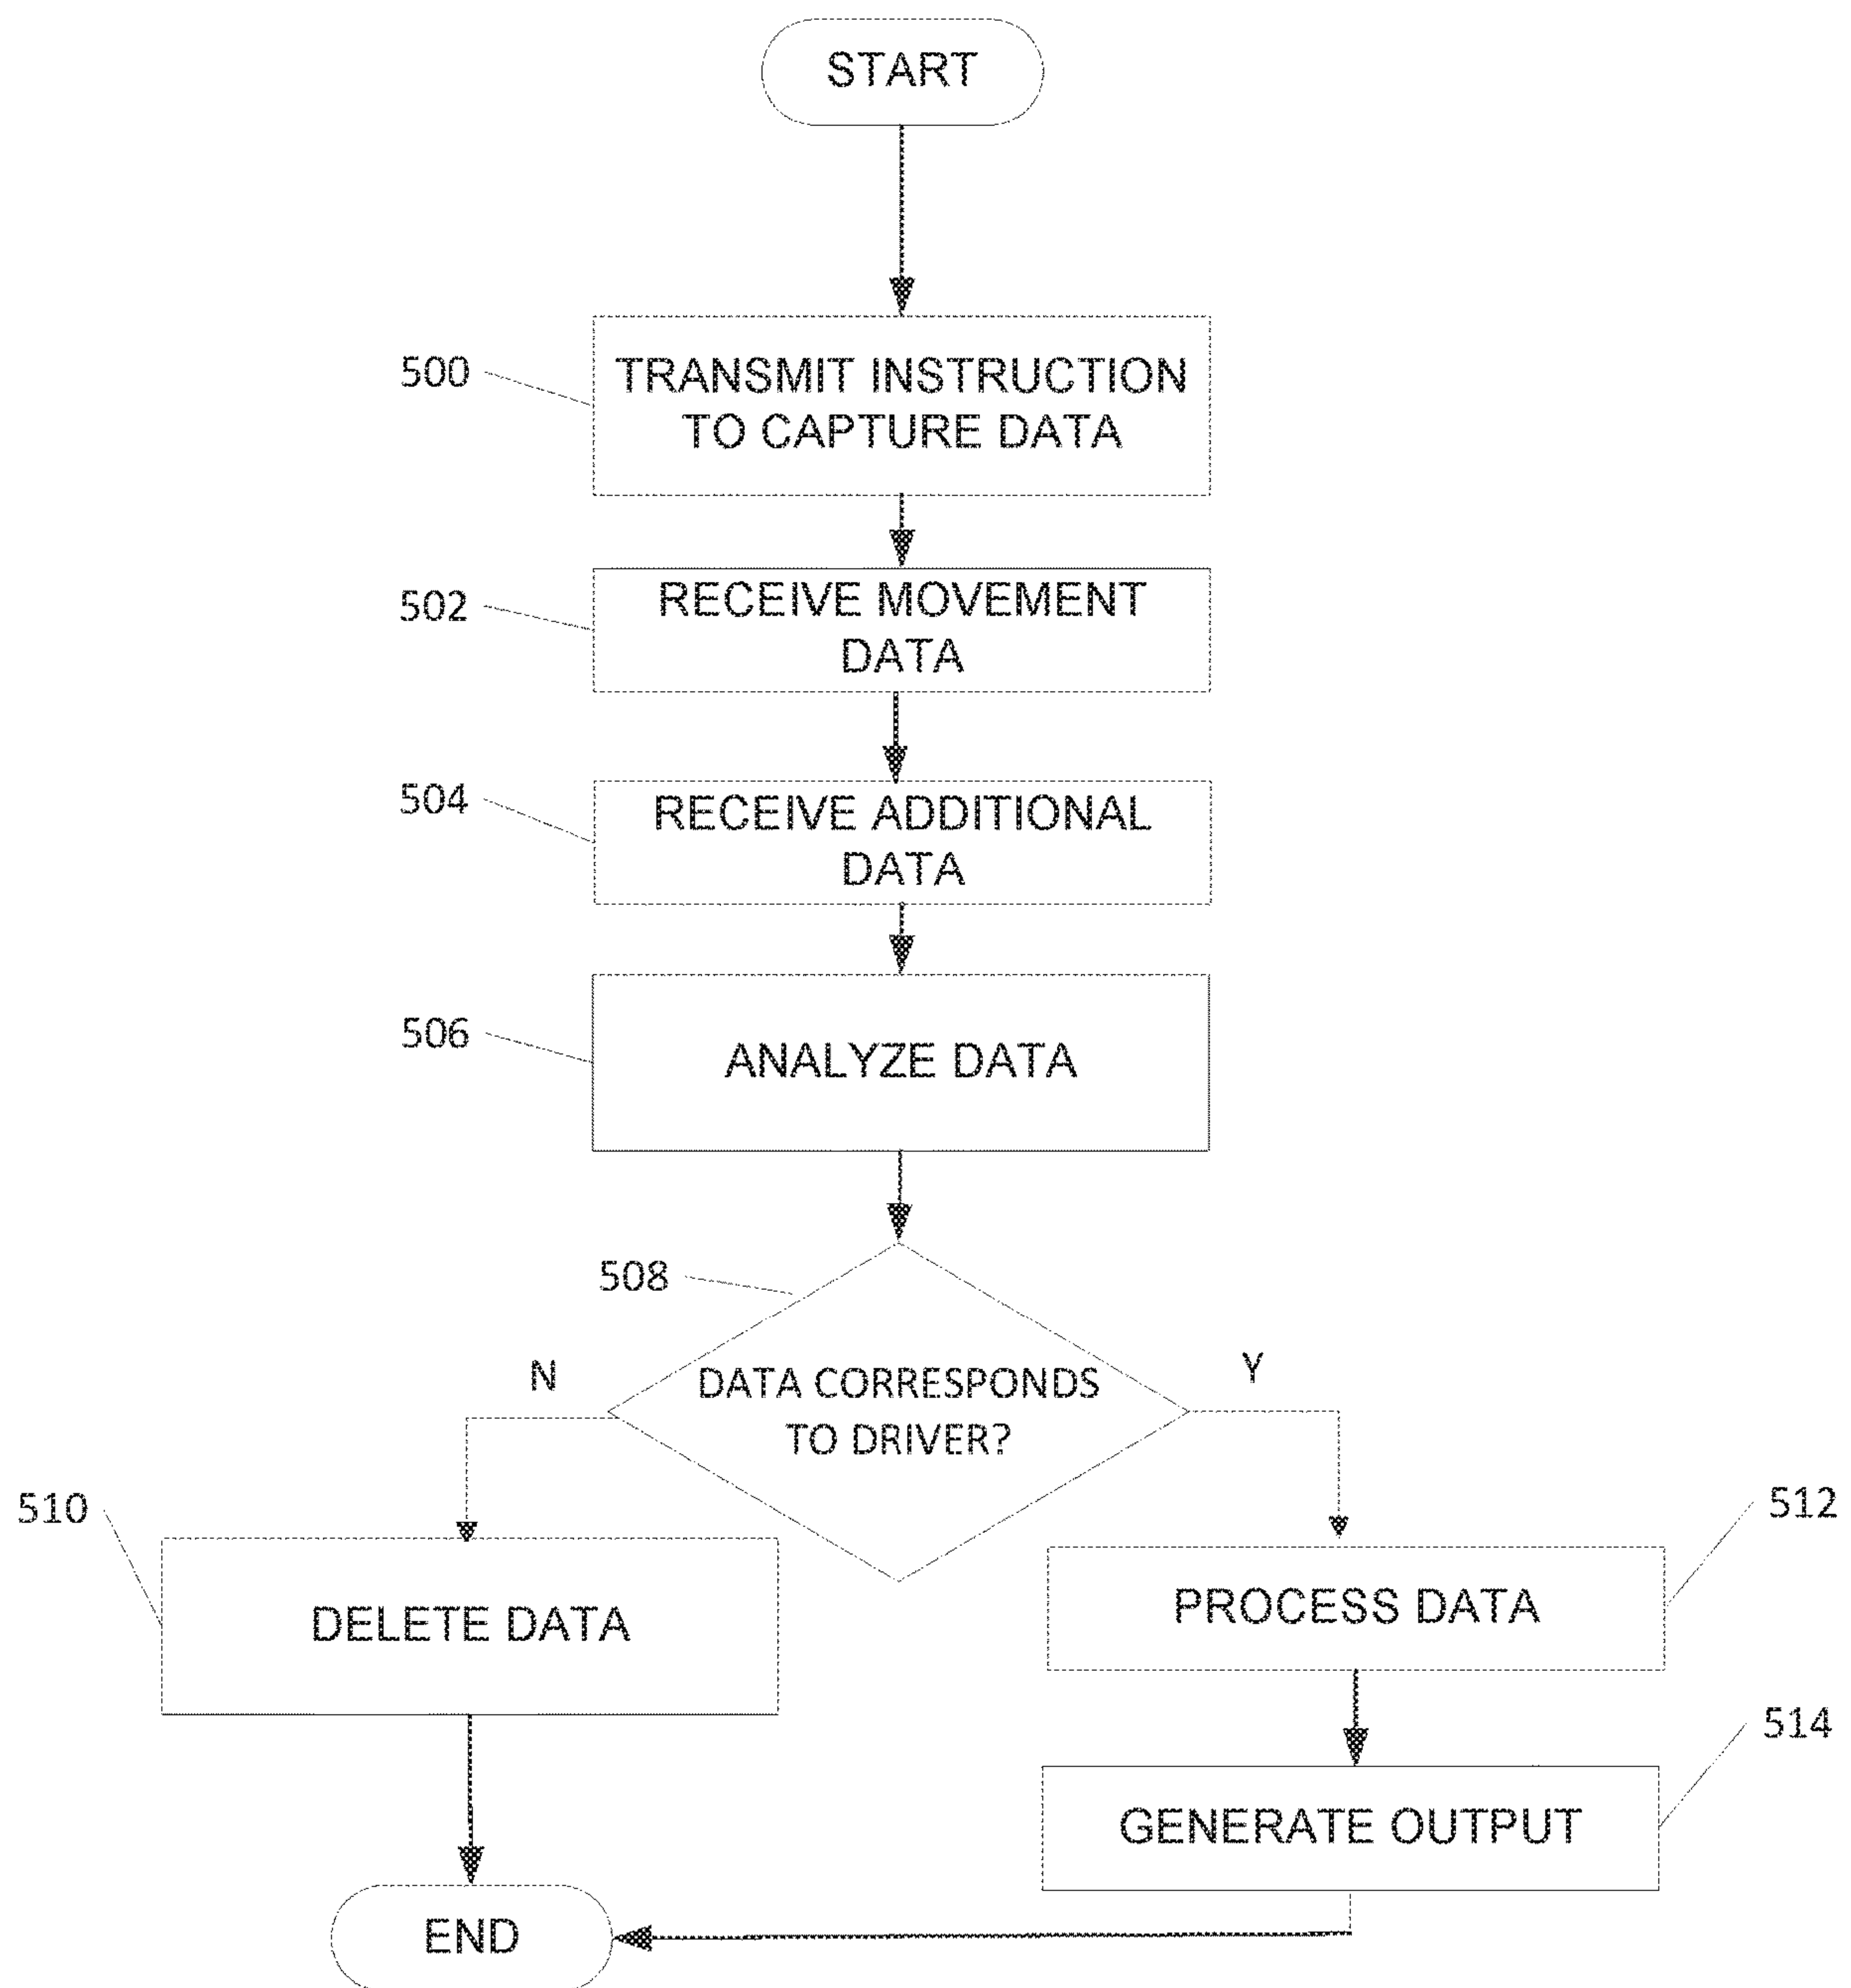 START
500
TRANSMIT INSTRUCTION
TO CAPTURE DATA
502
RECEIVE MOVEMENT
DATA
504
RECEIVE ADDITIONAL
DATA
506
ANALYZE DATA
508
DATA CORRESPONDS
TO DRIVER?
N
Y
510
DELETE DATA
512
PROCESS DATA
514
GENERATE OUTPUT
END